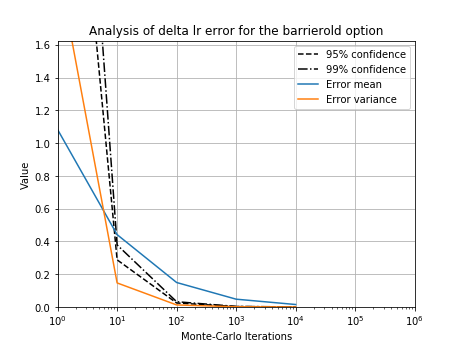 Analysis of delta lr error for the barrierold option
95% confidence
99% confidence
Error mean
Error variance
Value
1.6
1.4
1.2
1.0
0.8
0.6
0.4
0.2
0.0
10⁰ 10¹ 10² 10³ 10⁴ 10⁵ 10⁶
Monte-Carlo Iterations